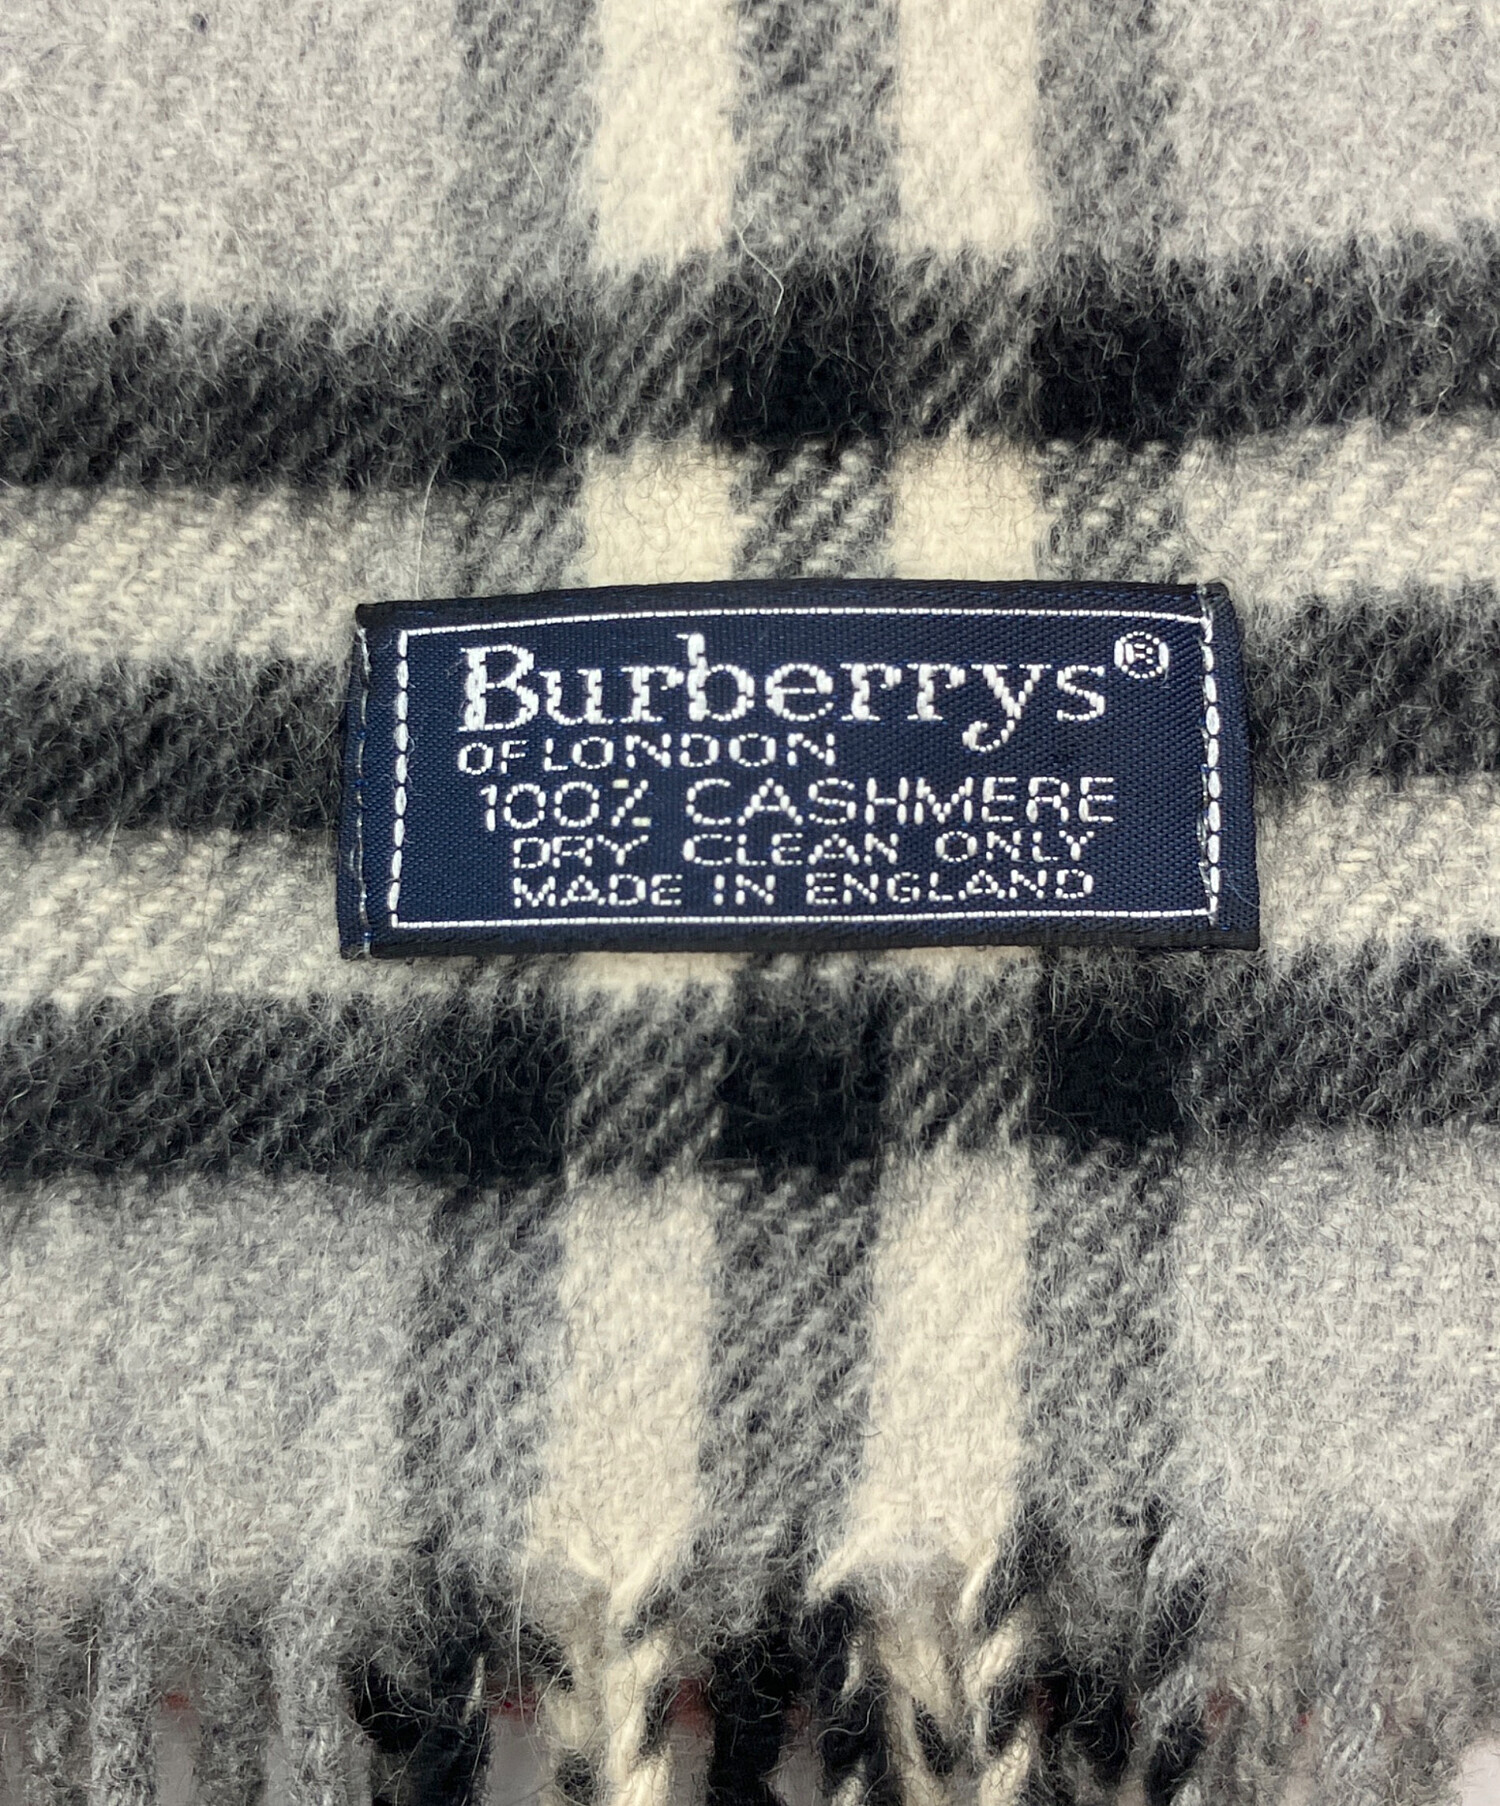 Burberrys®
OF LONDON
100% CASHMERE
DRY CLEAN ONLY
MADE IN ENGLAND